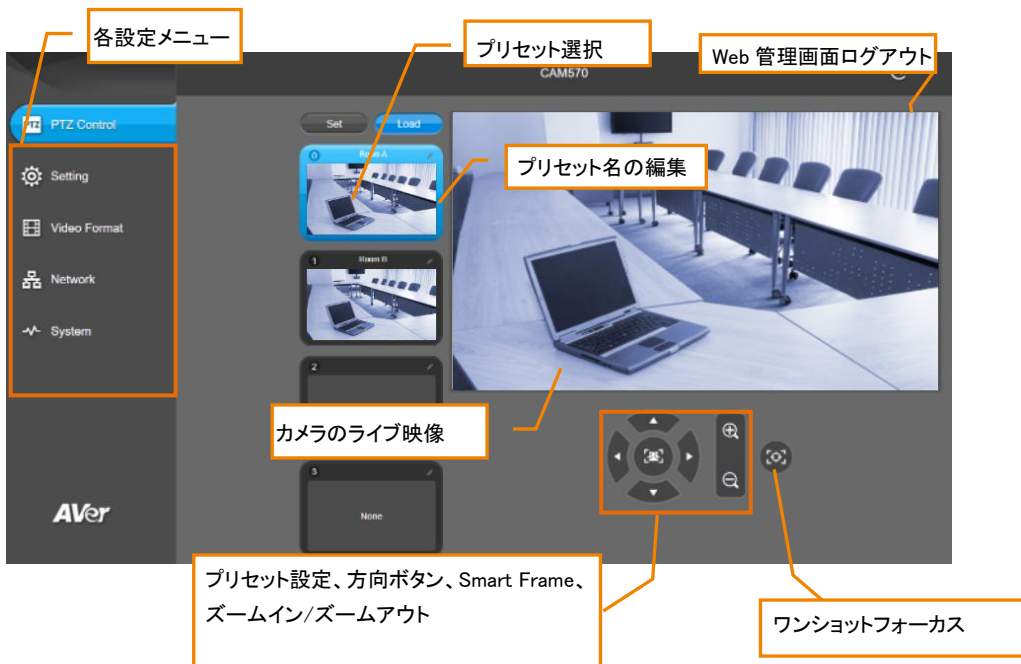 各設定メニュー
プリセット選択
Web 管理画面ログアウト
CAM570
PTZ
PTZ Control
Set
Load
0
Room A
プリセット名の編集
Setting
Video Format
1
Room B
Network
System
2
カメラのライブ映像
3
None
AVer
プリセット設定、方向ボタン、Smart Frame、
ズームイン/ズームアウト
ワンショットフォーカス